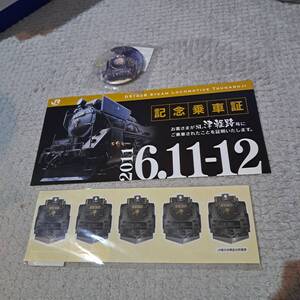 DETOUR STEAM LOCOMOTIVE TSUGARUJI
JR
記念乗車証
お客さまがSL津軽路号に
ご乗車されたことを証明いたします。
2011
6.11-12